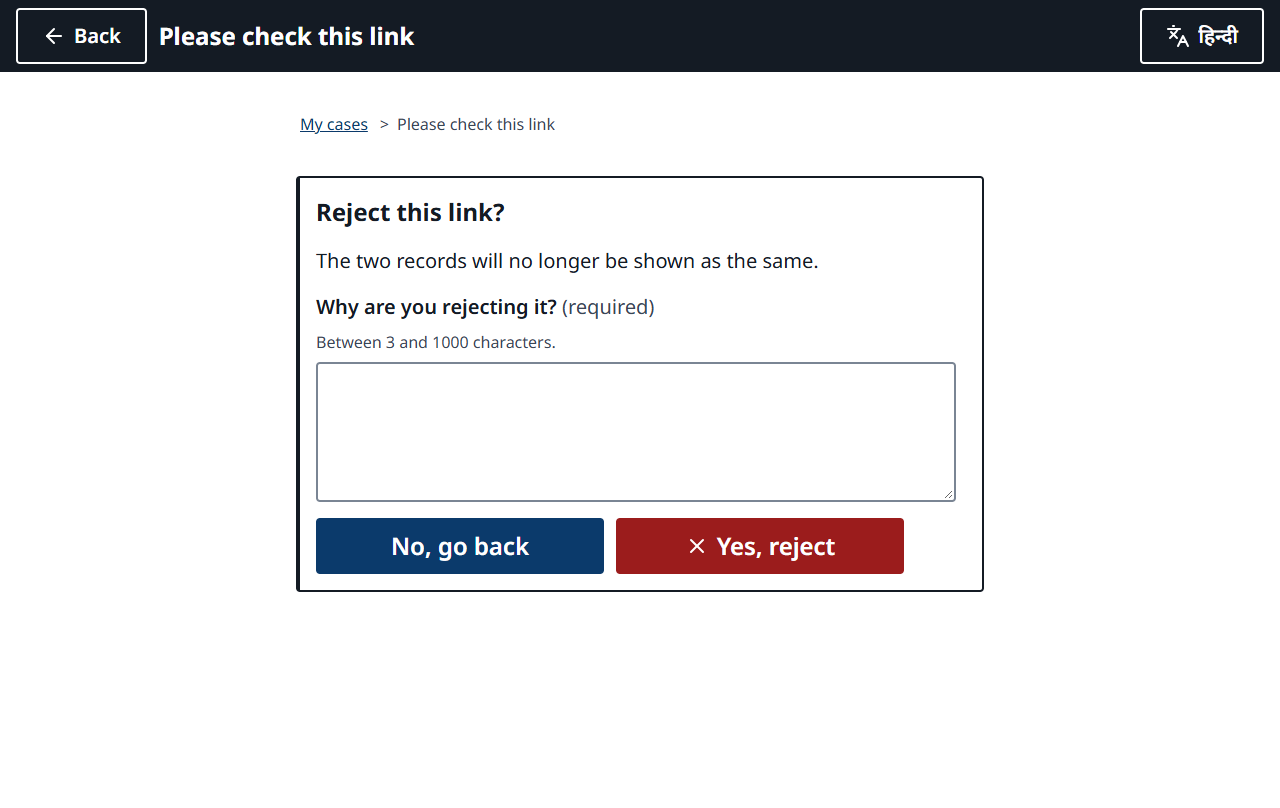 Back
Please check this link
हिन्दी
My cases > Please check this link
Reject this link?
The two records will no longer be shown as the same.
Why are you rejecting it? (required)
Between 3 and 1000 characters.
No, go back
Yes, reject